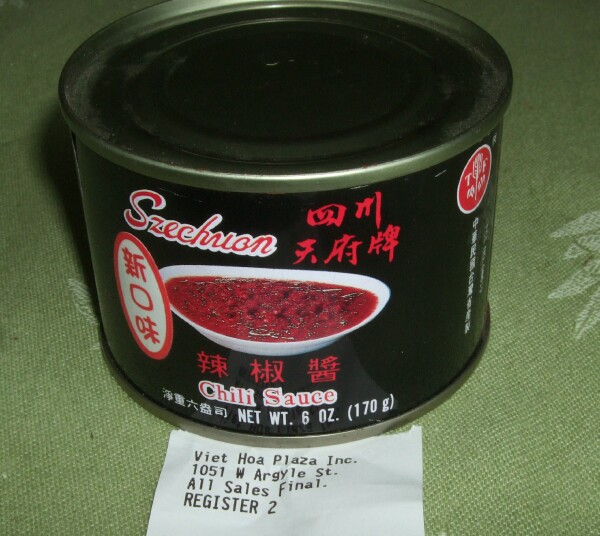 Szechuon
四川
天府牌
新口招
辣椒醬
Chili Sauce
淨重六盎司 NET WT. 6 OZ. (170 g)
Viet Hoa Plaza Inc.
1051 W Argyle St.
All Sales Final.
REGISTER 2